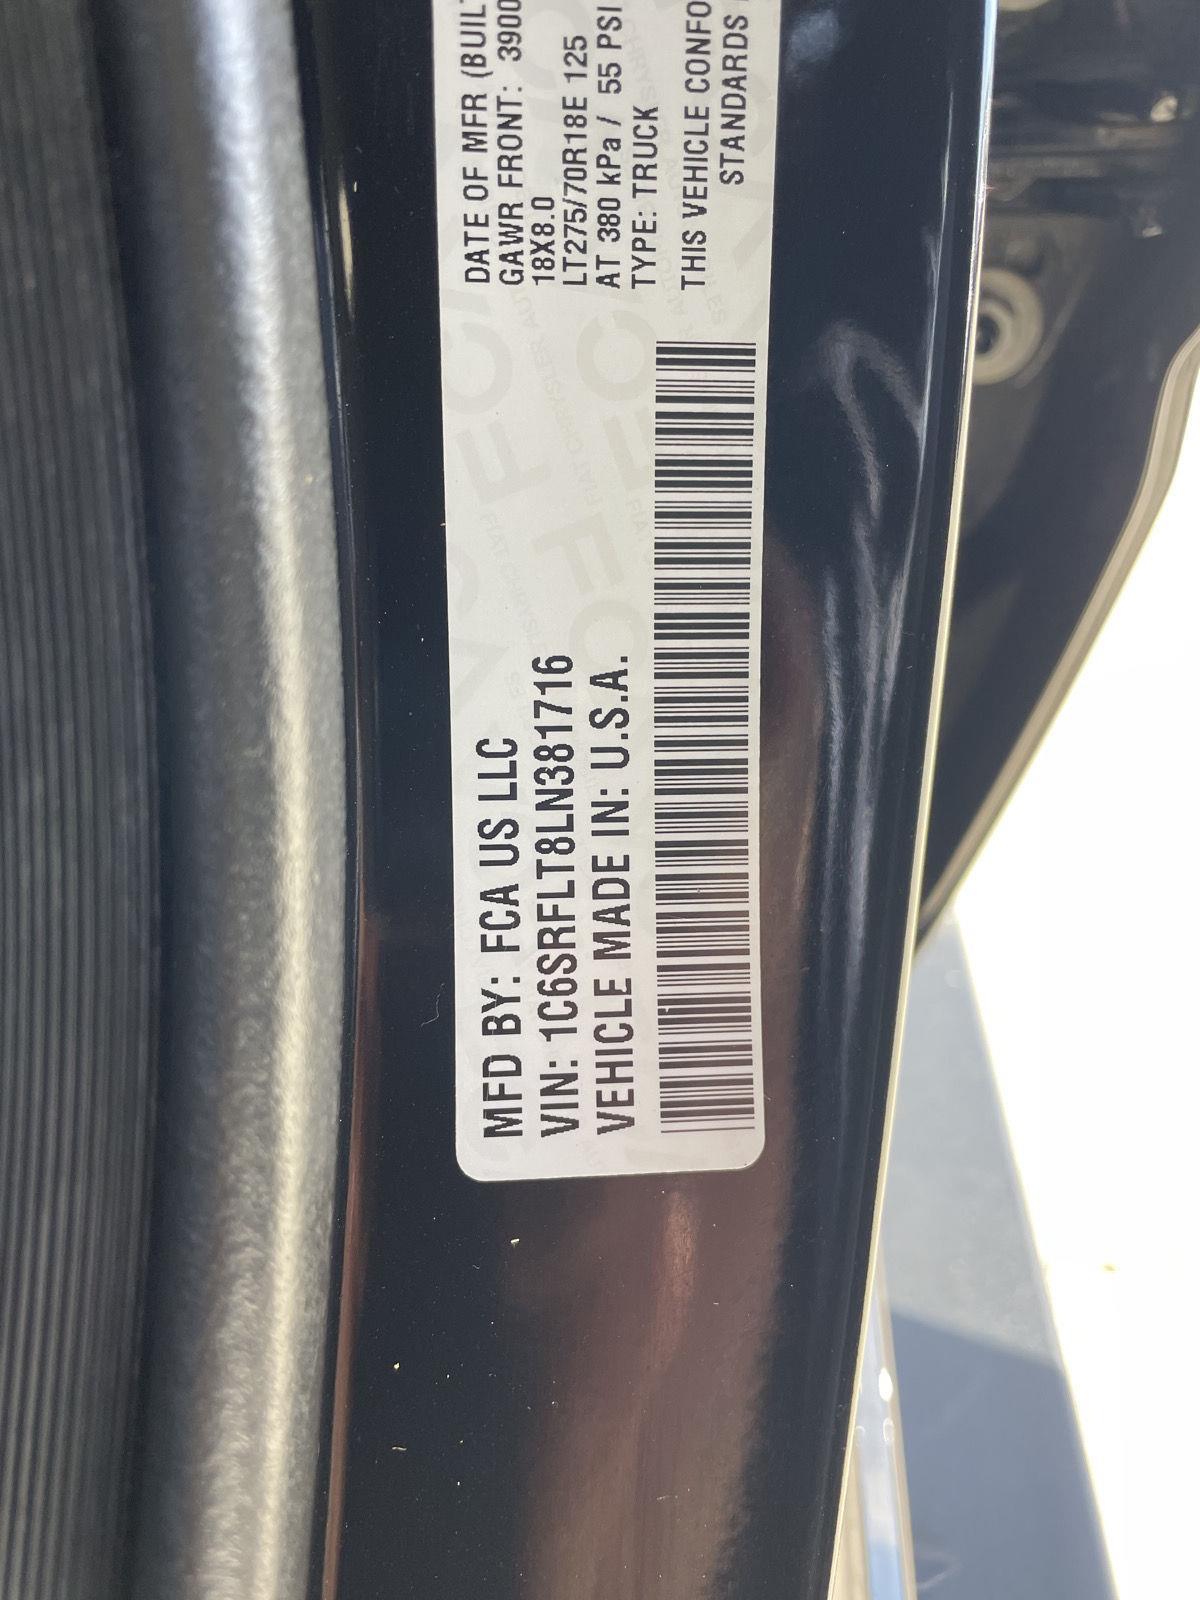 MFD BY: FCA US LLC
VIN: 1C6SRFLT8LN381716
VEHICLE MADE IN: U.S.A.
DATE OF MFR (BUILT
GAWR FRONT: 3900
18X8.0
LT275/70R18E 125
AT 380 kPa / 55 PSI
TYPE: TRUCK
THIS VEHICLE CONFO
STANDARDS